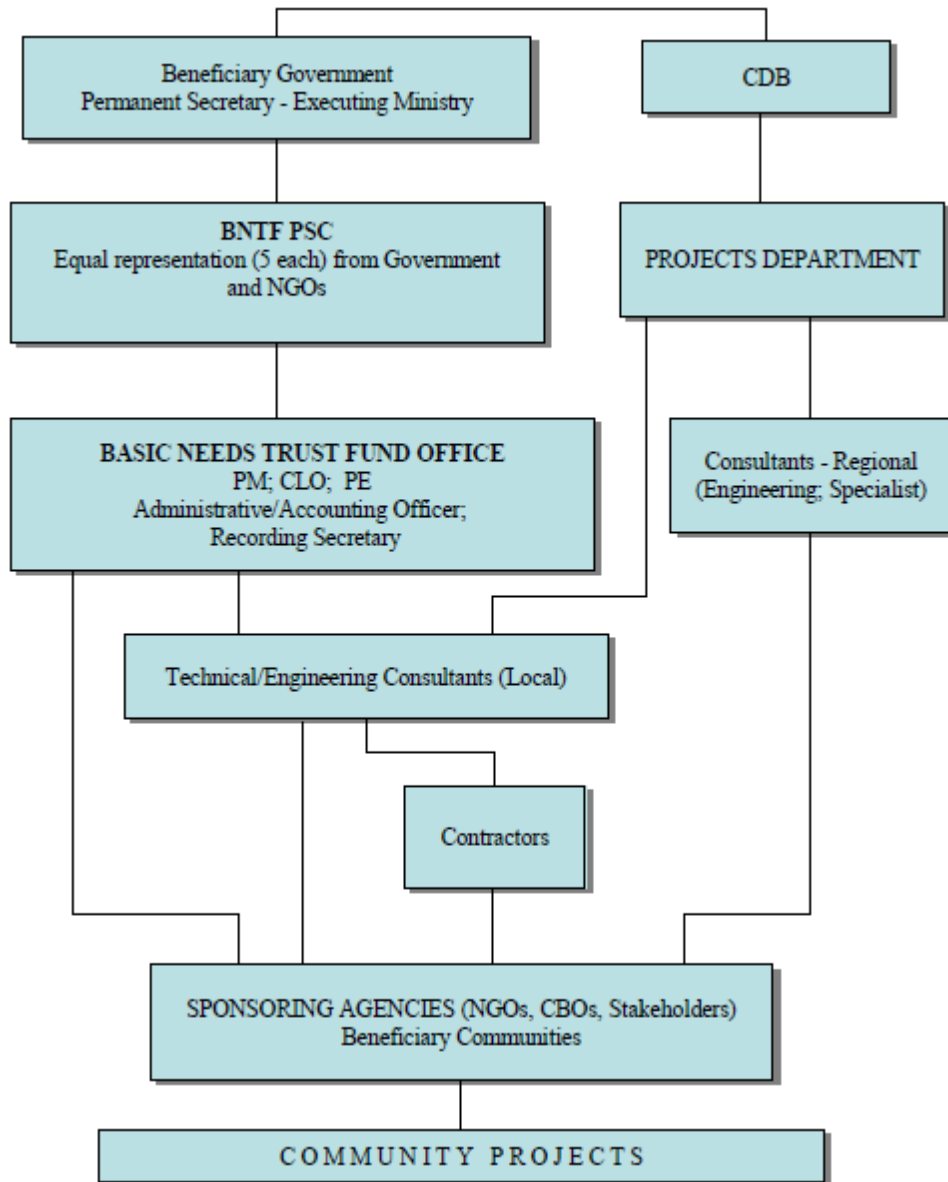 Beneficiary Government
Permanent Secretary - Executing Ministry
CDB
BNTF PSC
Equal representation (5 each) from Government
and NGOs
PROJECTS DEPARTMENT
BASIC NEEDS TRUST FUND OFFICE
PM; CLO; PE
Administrative/Accounting Officer;
Recording Secretary
Consultants - Regional
(Engineering; Specialist)
Technical/Engineering Consultants (Local)
Contractors
SPONSORING AGENCIES (NGOs, CBOs, Stakeholders)
Beneficiary Communities
COMMUNITY PROJECTS